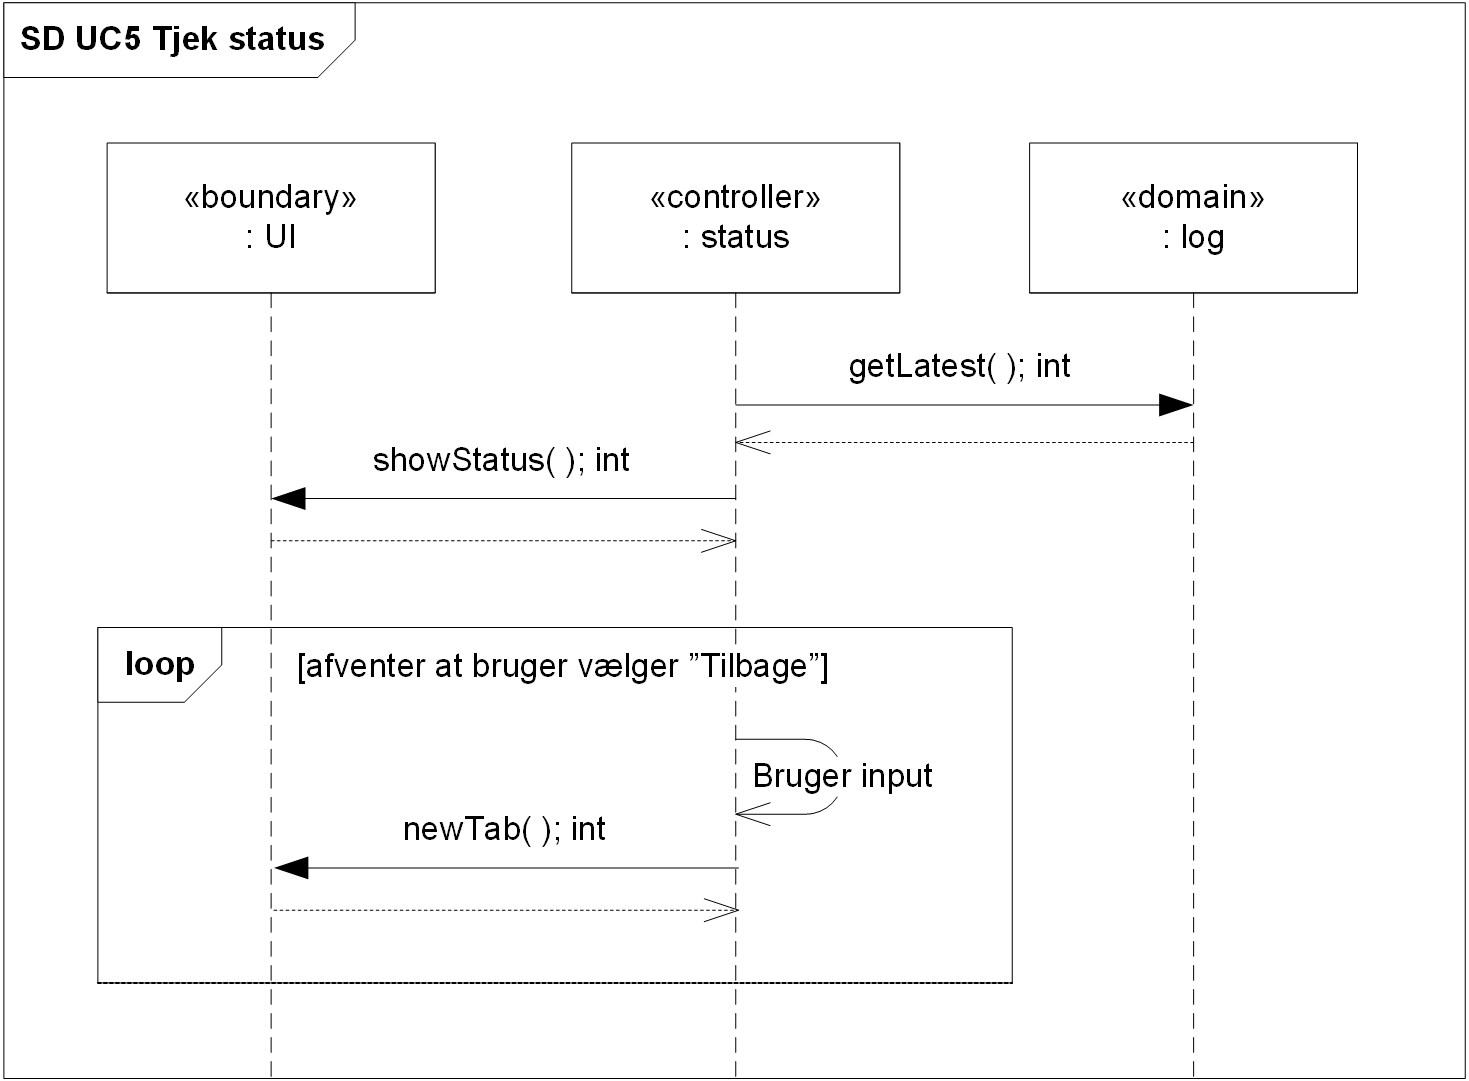 SD UC5 Tjek status
«boundary»
: UI
«controller»
: status
«domain»
: log
getLatest( ); int
showStatus( ); int
loop
[afventer at bruger vælger ”Tilbage”]
Bruger input
newTab( ); int